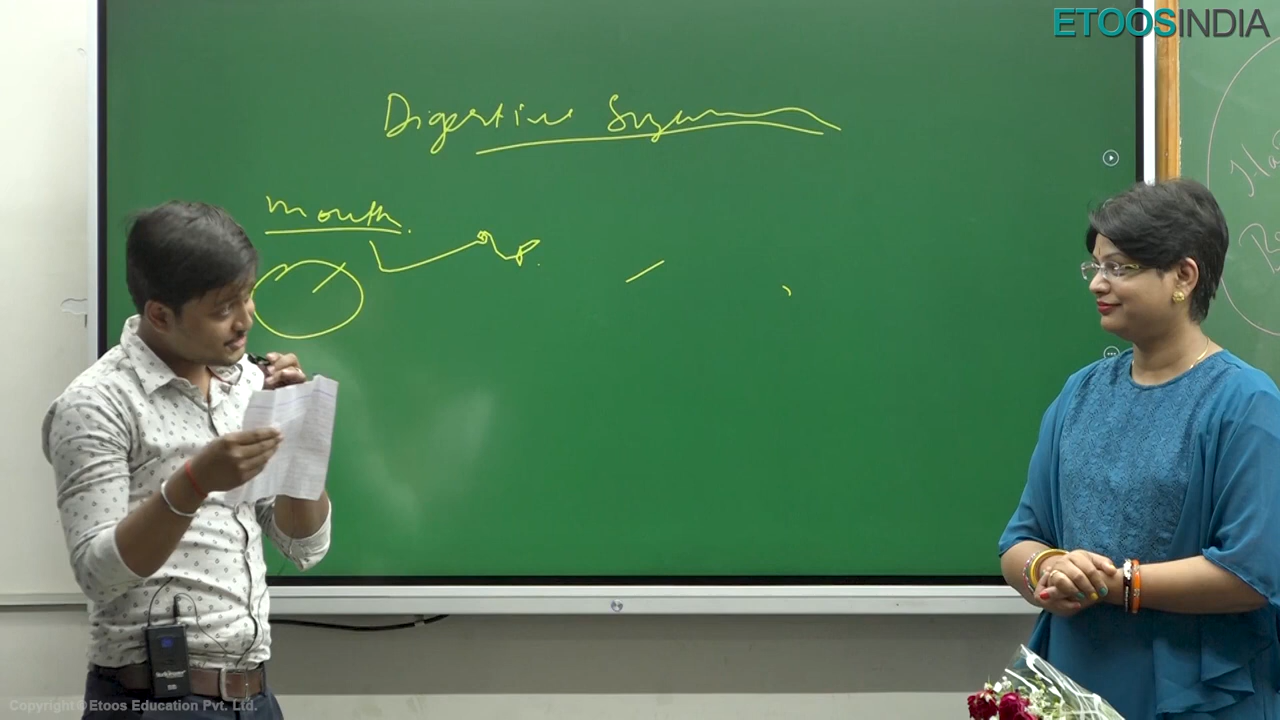 ETOOSINDIA
Digestive System
mouth
Copyright © Etoos Education Pvt. Ltd.